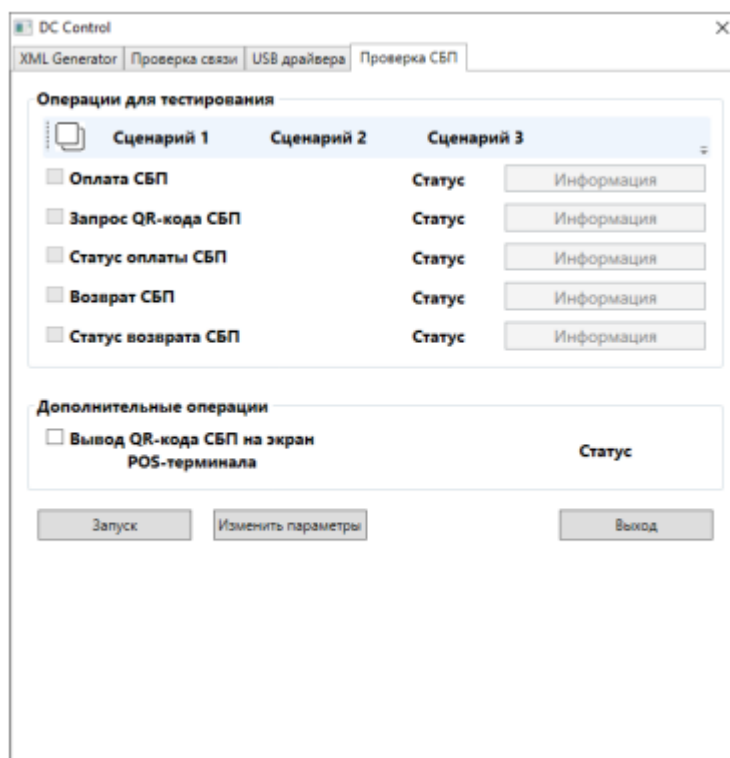 DC Control
XML Generator Проверка связи USB драйвера Проверка СБП
Операции для тестирования
Сценарий 1 Сценарий 2 Сценарий 3
Оплата СБП Статус Информация
Запрос QR-кода СБП Статус Информация
Статус оплаты СБП Статус Информация
Возврат СБП Статус Информация
Статус возврата СБП Статус Информация
Дополнительные операции
Вывод QR-кода СБП на экран
POS-терминала Статус
Запуск Изменить параметры Выход